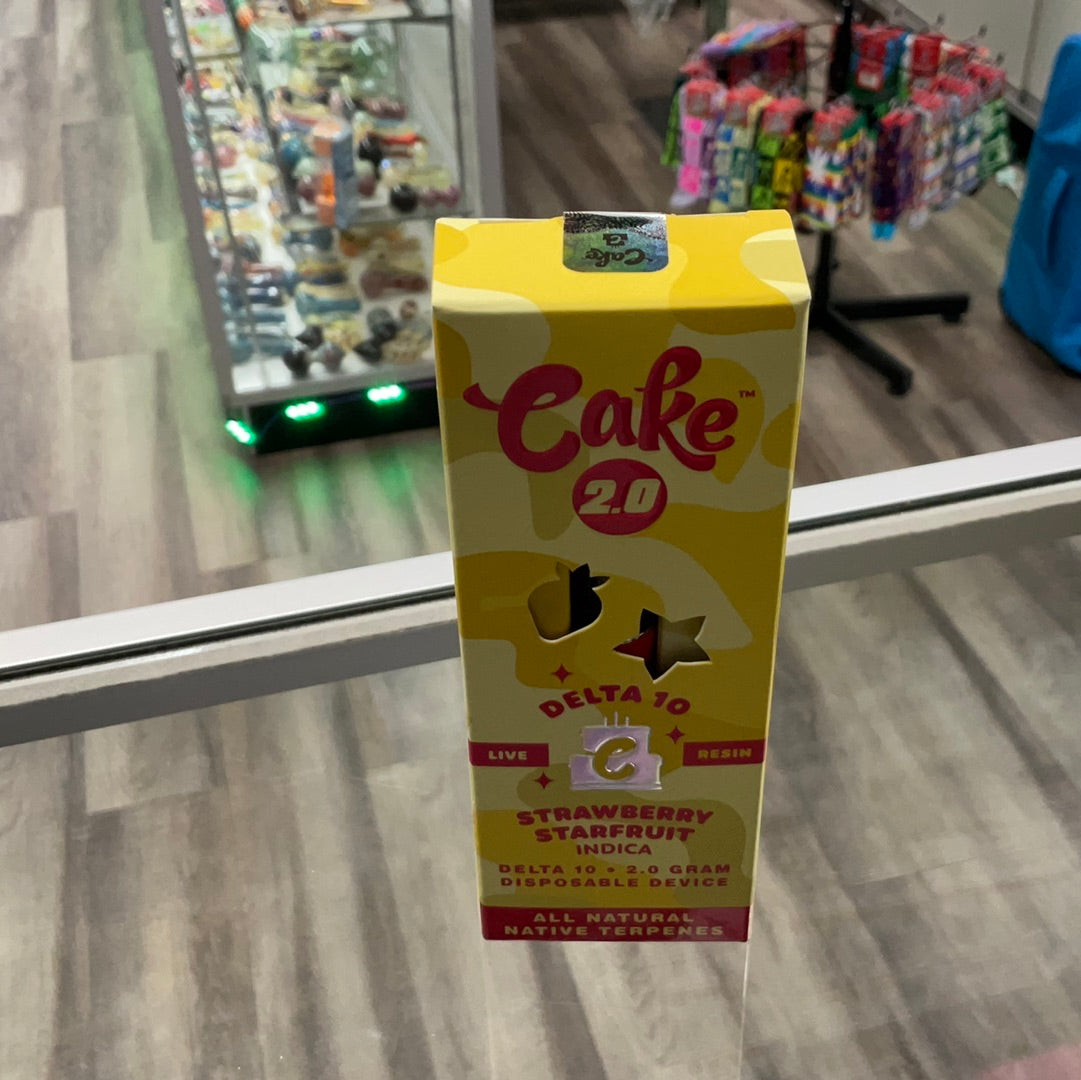 Cake
Cake™
2.0
DELTA 10
LIVE RESIN
C
STRAWBERRY
STARFRUIT
INDICA
DELTA 10 • 2.0 GRAM
DISPOSABLE DEVICE
ALL NATURAL
NATIVE TERPENES